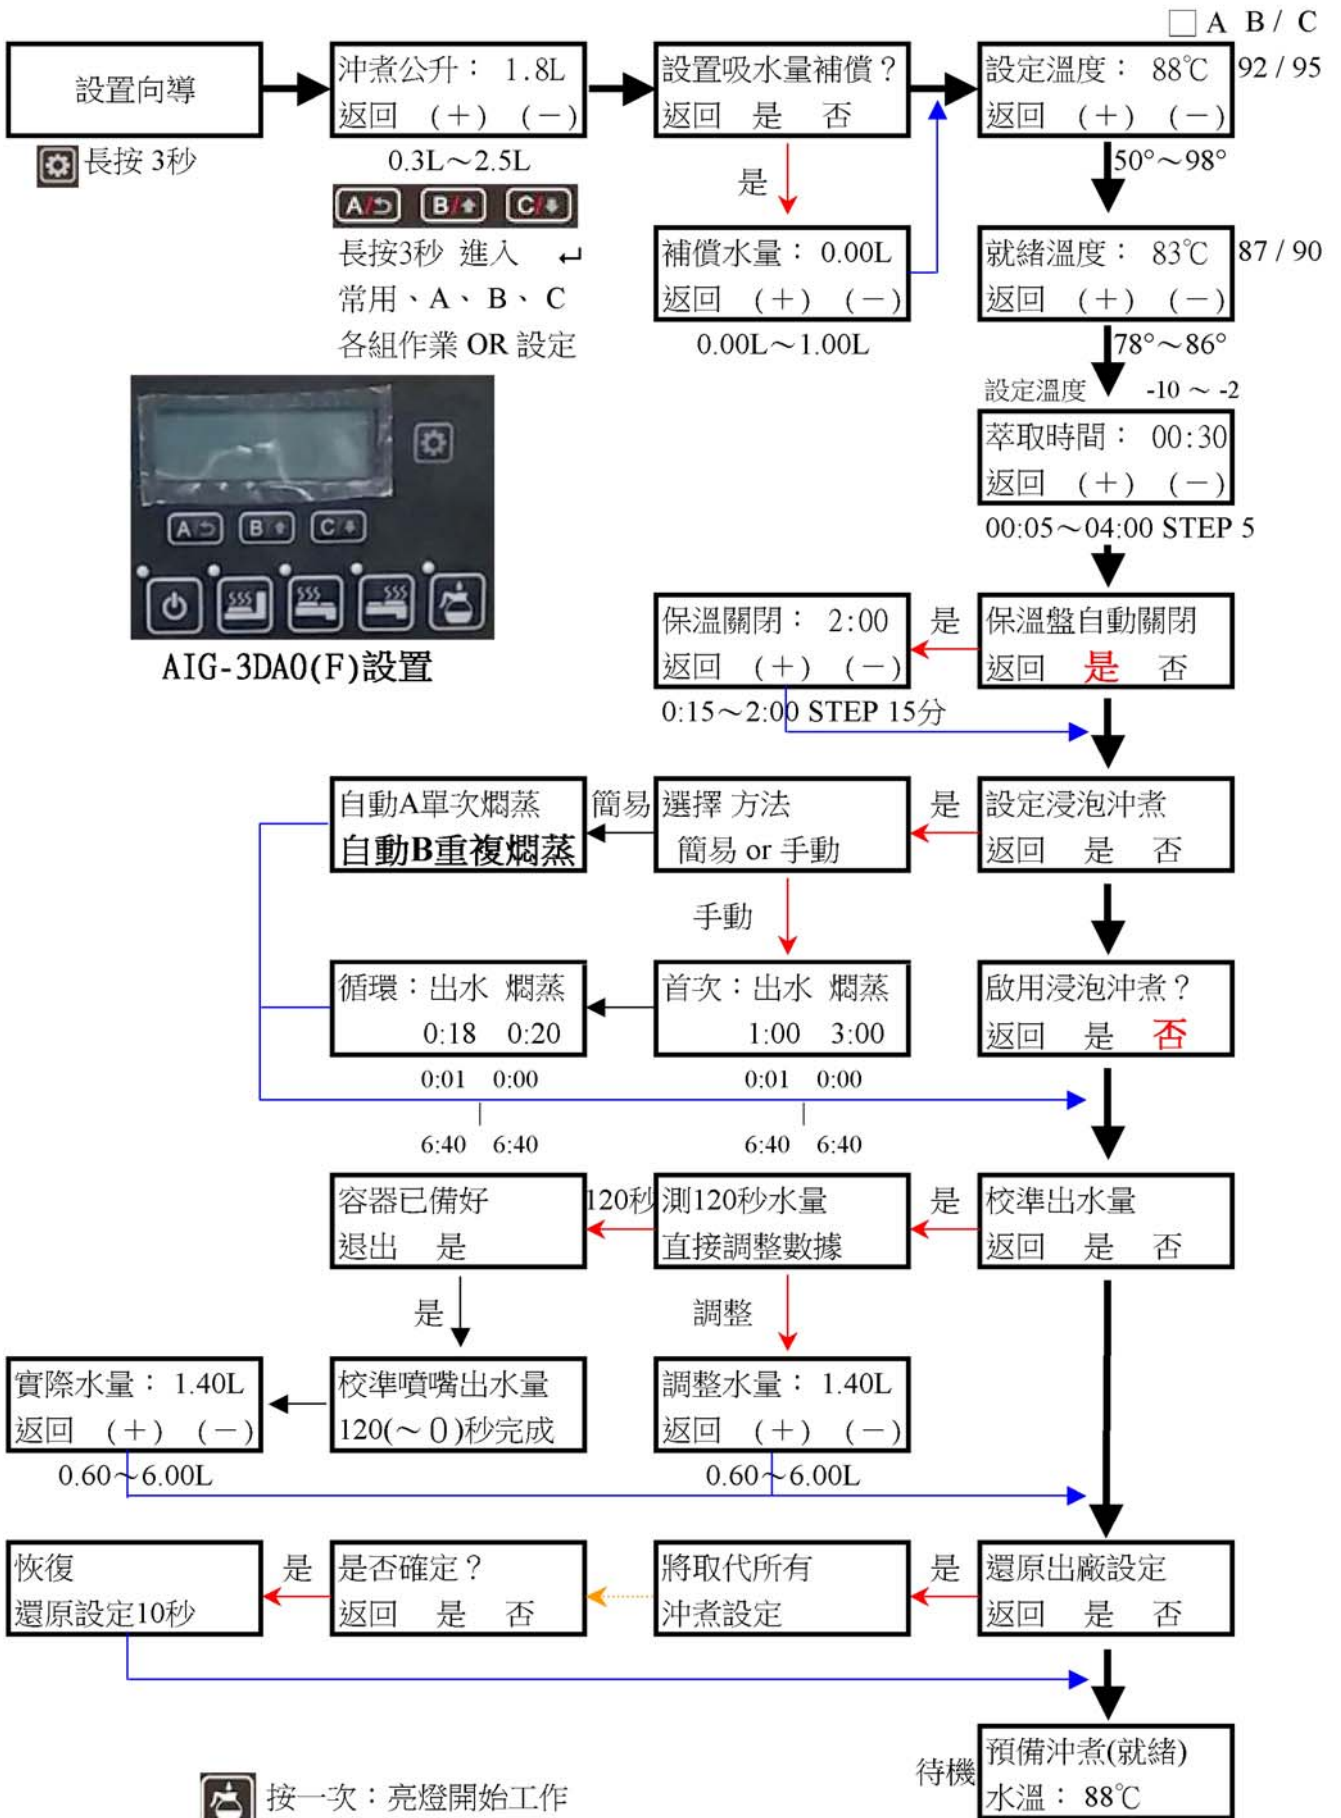 □ A B / C
設置向導
長按 3秒
沖煮公升： 1.8L
返回 (＋) (－)
0.3L～2.5L
A/ B/ C/
長按3秒 進入 ↵
常用、A、B、C
各組作業 OR 設定
設置吸水量補償？
返回 是 否
是
補償水量： 0.00L
返回 (＋) (－)
0.00L～1.00L
設定溫度： 88℃ 92 / 95
返回 (＋) (－)
50°～98°
就緒溫度： 83℃ 87 / 90
返回 (＋) (－)
78°～86°
設定溫度 -10 ～ -2
萃取時間： 00:30
返回 (＋) (－)
00:05～04:00 STEP 5
A B C
AIG-3DA0(F)設置
保溫盤自動關閉
返回 是 否
是
保溫關閉： 2:00
返回 (＋) (－)
0:15～2:00 STEP 15分
設定浸泡沖煮
返回 是 否
是
選擇 方法
簡易 or 手動
簡易
自動A單次燜蒸
自動B重複燜蒸
手動
首次：出水 燜蒸
1:00 3:00
0:01 0:00
6:40 6:40
循環：出水 燜蒸
0:18 0:20
0:01 0:00
6:40 6:40
啟用浸泡沖煮？
返回 是 否
校準出水量
返回 是 否
是
測120秒水量
直接調整數據
120秒
容器已備好
退出 是
是
調整
校準噴嘴出水量
120(～0)秒完成
實際水量： 1.40L
返回 (＋) (－)
0.60～6.00L
調整水量： 1.40L
返回 (＋) (－)
0.60～6.00L
還原出廠設定
返回 是 否
是
將取代所有
沖煮設定
是否確定？
返回 是 否
是
恢復
還原設定10秒
待機
預備沖煮(就緒)
水溫： 88℃
按一次：亮燈開始工作